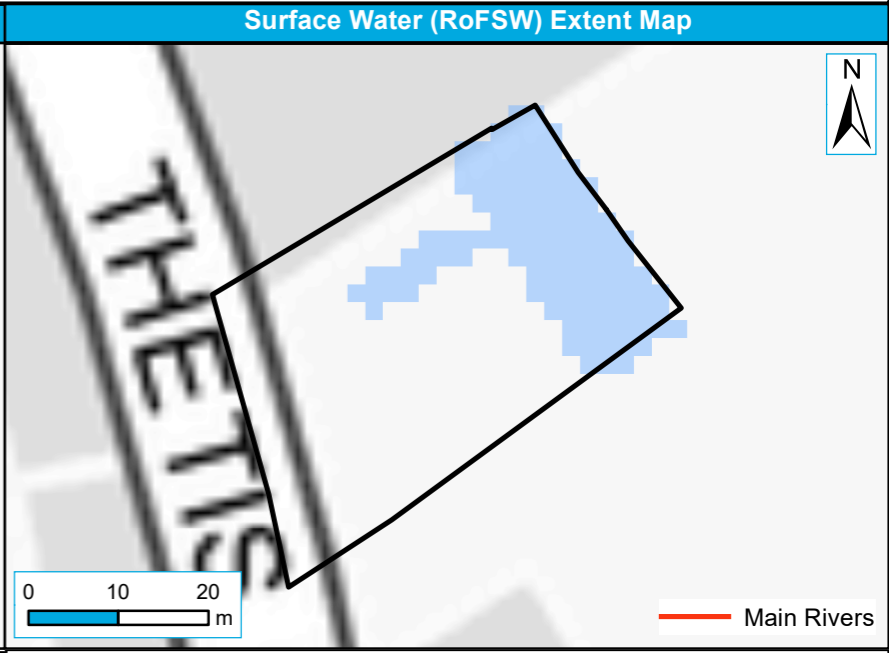 Surface Water (RoFSW) Extent Map
N
THETIS
0 10 20
m
Main Rivers